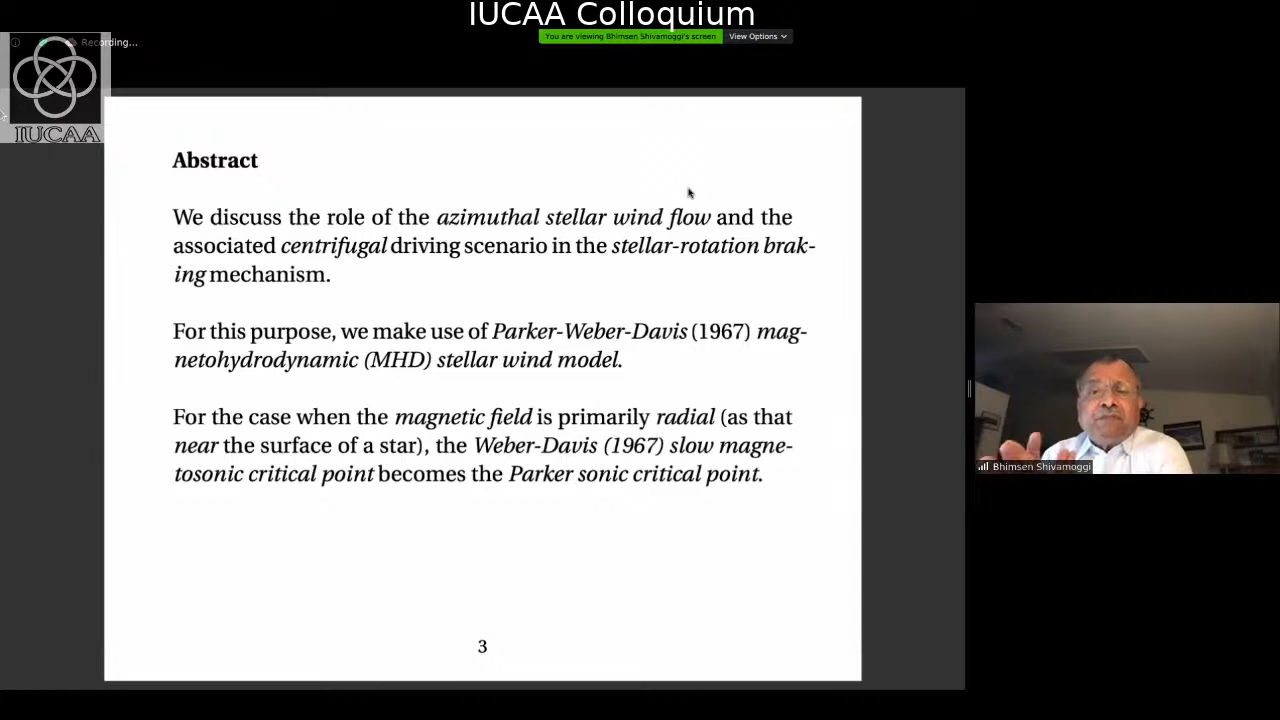 IUCAA Colloquium
You are viewing Bhimsen Shivamoggi's screen
View Options
Recording...
IUCAA
Abstract
We discuss the role of the azimuthal stellar wind flow and the
associated centrifugal driving scenario in the stellar-rotation brak-
ing mechanism.
For this purpose, we make use of Parker-Weber-Davis (1967) mag-
netohydrodynamic (MHD) stellar wind model.
For the case when the magnetic field is primarily radial (as that
near the surface of a star), the Weber-Davis (1967) slow magne-
tosonic critical point becomes the Parker sonic critical point.
3
Bhimsen Shivamoggi